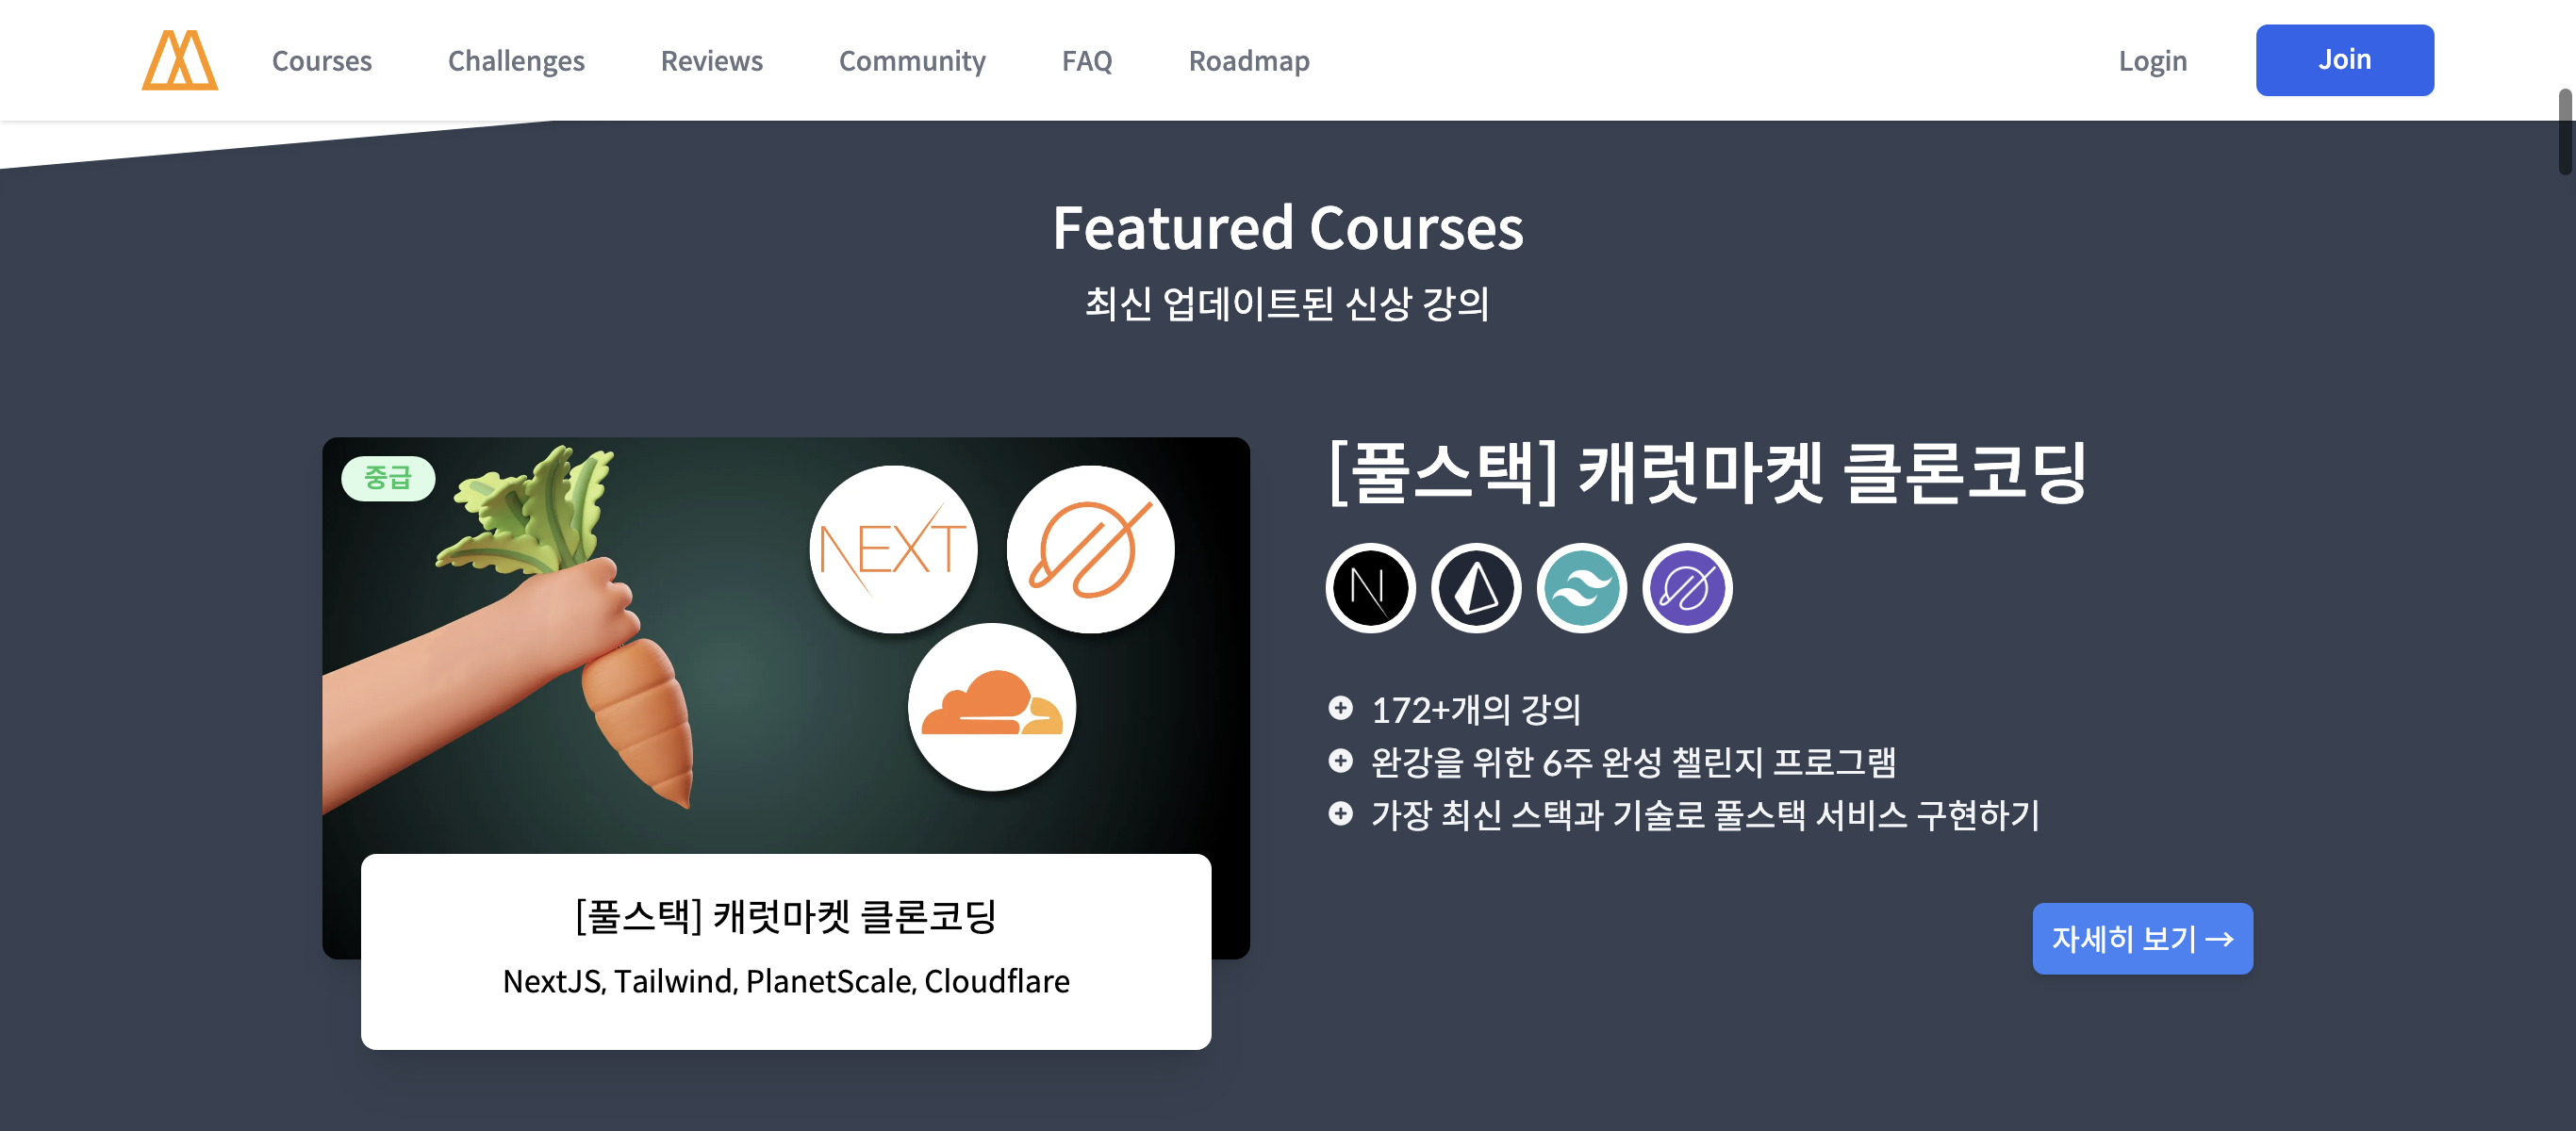 Courses Challenges Reviews Community FAQ Roadmap Login Join
Featured Courses
최신 업데이트된 신상 강의
중급
NEXT
[풀스택] 캐럿마켓 클론코딩
NextJS, Tailwind, PlanetScale, Cloudflare
[풀스택] 캐럿마켓 클론코딩
N
172+개의 강의
완강을 위한 6주 완성 챌린지 프로그램
가장 최신 스택과 기술로 풀스택 서비스 구현하기
자세히 보기 →